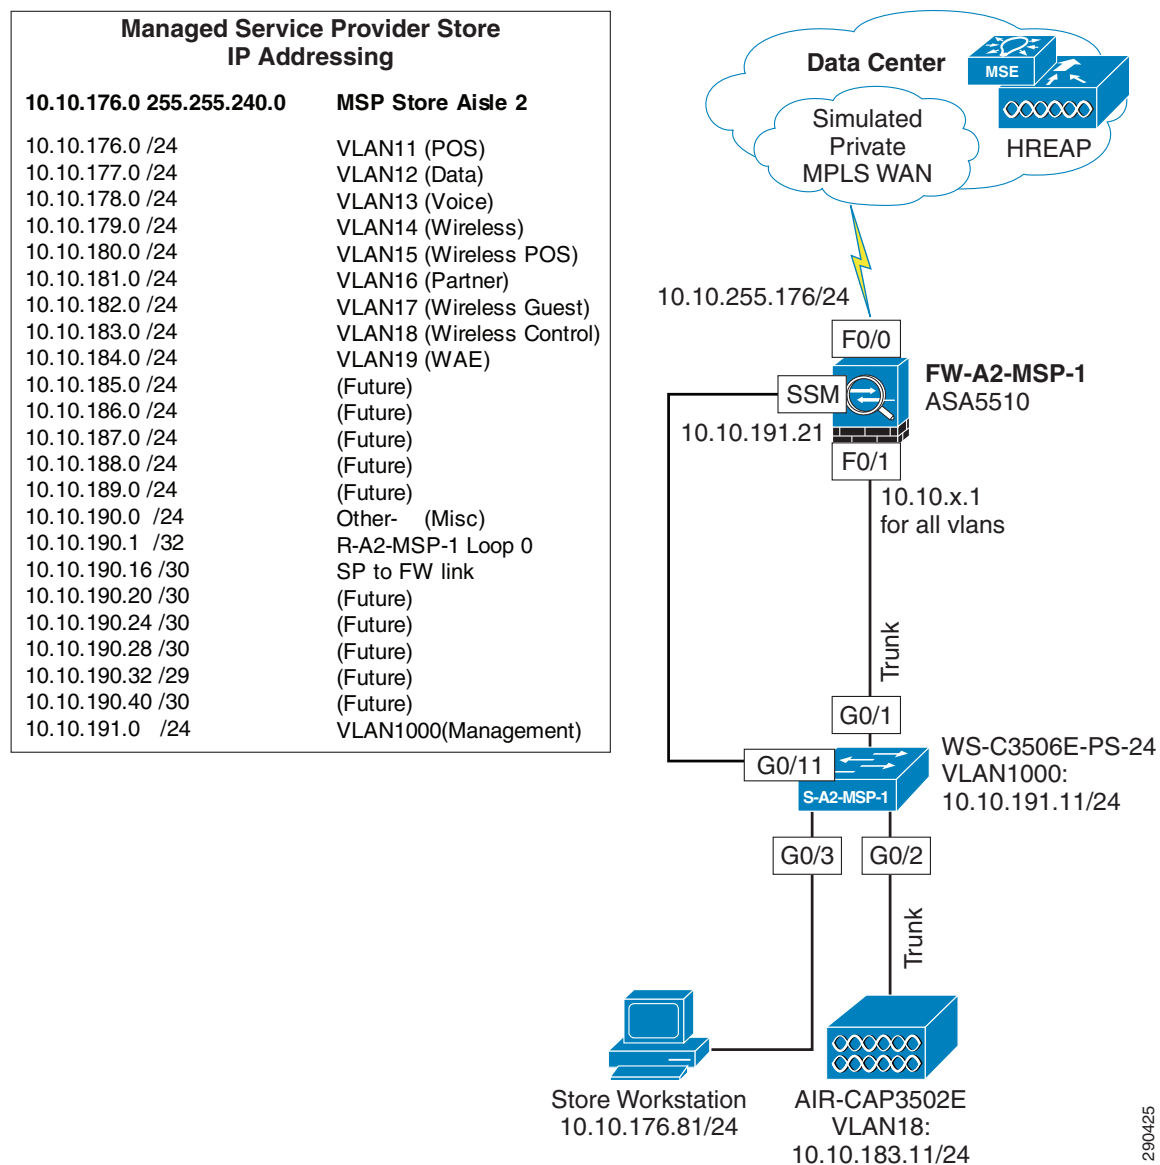 Managed Service Provider Store
IP Addressing
10.10.176.0 255.255.240.0 MSP Store Aisle 2
10.10.176.0 /24 VLAN11 (POS)
10.10.177.0 /24 VLAN12 (Data)
10.10.178.0 /24 VLAN13 (Voice)
10.10.179.0 /24 VLAN14 (Wireless)
10.10.180.0 /24 VLAN15 (Wireless POS)
10.10.181.0 /24 VLAN16 (Partner)
10.10.182.0 /24 VLAN17 (Wireless Guest)
10.10.183.0 /24 VLAN18 (Wireless Control)
10.10.184.0 /24 VLAN19 (WAE)
10.10.185.0 /24 (Future)
10.10.186.0 /24 (Future)
10.10.187.0 /24 (Future)
10.10.188.0 /24 (Future)
10.10.189.0 /24 (Future)
10.10.190.0 /24 Other- (Misc)
10.10.190.1 /32 R-A2-MSP-1 Loop 0
10.10.190.16 /30 SP to FW link
10.10.190.20 /30 (Future)
10.10.190.24 /30 (Future)
10.10.190.28 /30 (Future)
10.10.190.32 /29 (Future)
10.10.190.40 /30 (Future)
10.10.191.0 /24 VLAN1000(Management)
Data Center
MSE
HREAP
Simulated
Private
MPLS WAN
10.10.255.176/24
F0/0
FW-A2-MSP-1
ASA5510
SSM
10.10.191.21
F0/1
10.10.x.1
for all vlans
Trunk
G0/1
G0/11
S-A2-MSP-1
WS-C3506E-PS-24
VLAN1000:
10.10.191.11/24
G0/3
G0/2
Trunk
Store Workstation
10.10.176.81/24
AIR-CAP3502E
VLAN18:
10.10.183.11/24
290425